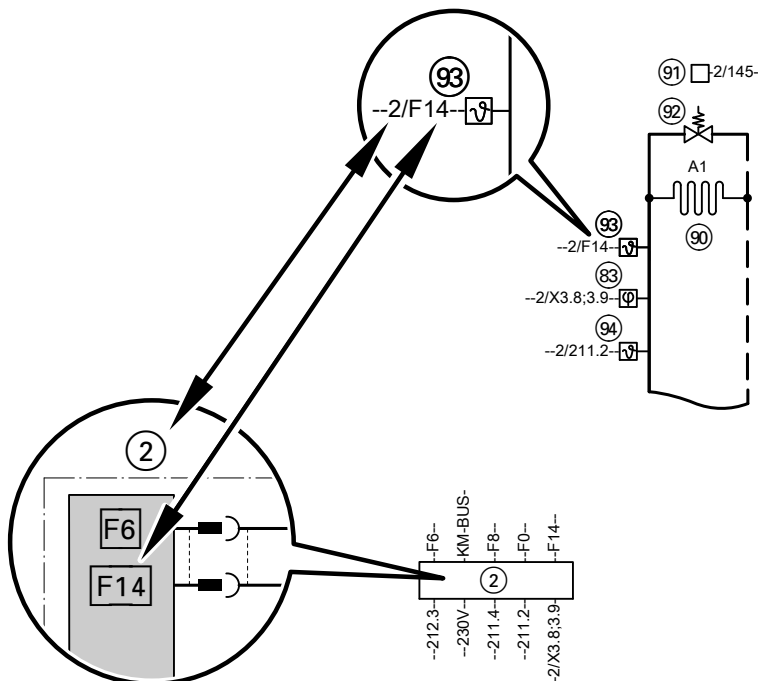 93
--2/F14--ϑ
91 -2/145-
92
A1
90
93
--2/F14--ϑ
83
--2/X3.8;3.9--φ
94
--2/211.2--ϑ
2
F6
F14
--F6--
-KM-BUS-
--F8--
--F0--
--F14--
2
--212.3--
--230V--
--211.4--
--211.2--
-2/X3.8;3.9--